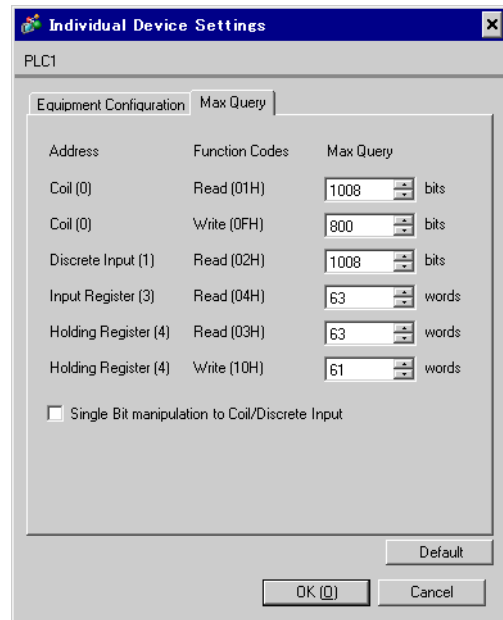 Individual Device Settings
PLC1
Equipment Configuration Max Query
Address Function Codes Max Query
Coil (0) Read (01H) 1008 bits
Coil (0) Write (0FH) 800 bits
Discrete Input (1) Read (02H) 1008 bits
Input Register (3) Read (04H) 63 words
Holding Register (4) Read (03H) 63 words
Holding Register (4) Write (10H) 61 words
Single Bit manipulation to Coil/Discrete Input
Default
OK (O) Cancel